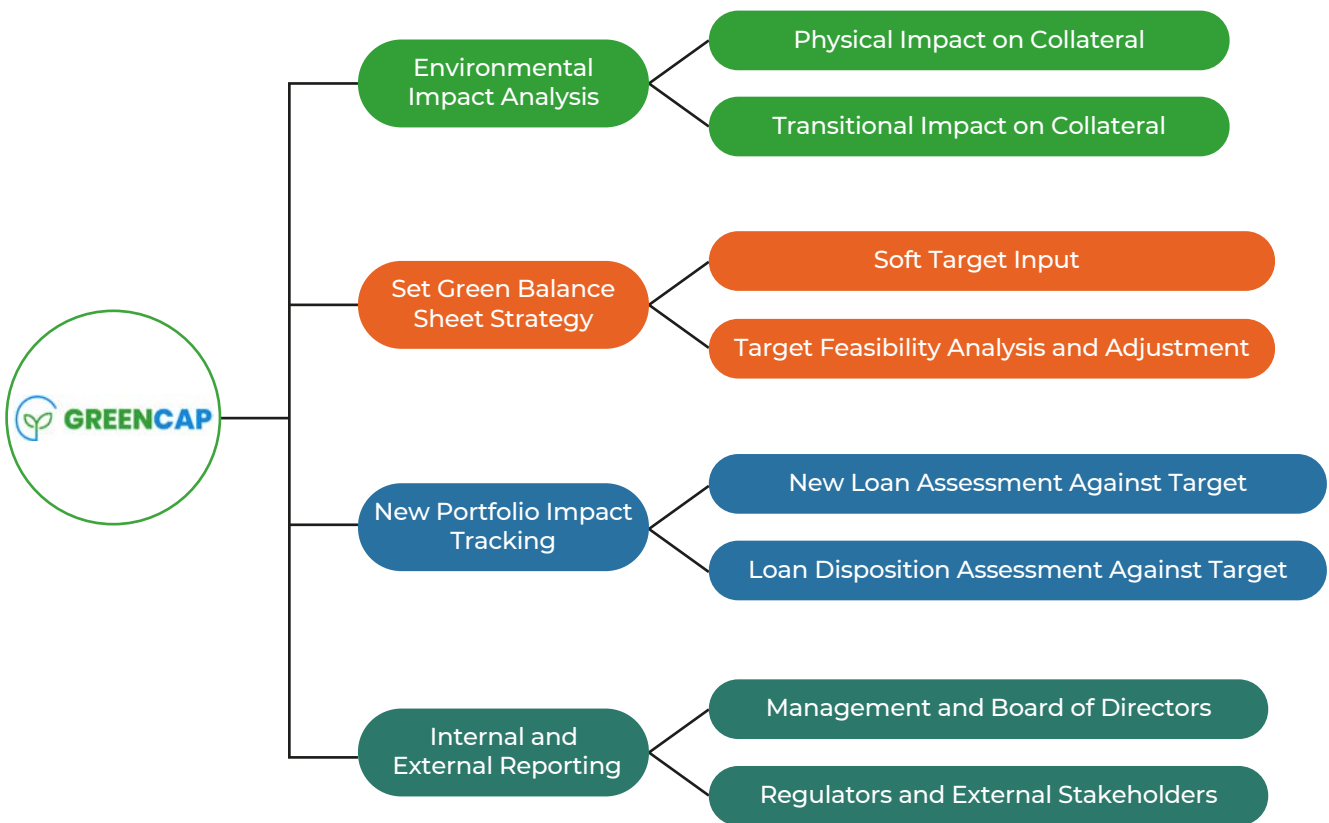 GREENCAP
Environmental
Impact Analysis
Physical Impact on Collateral
Transitional Impact on Collateral
Set Green Balance
Sheet Strategy
Soft Target Input
Target Feasibility Analysis and Adjustment
New Portfolio Impact
Tracking
New Loan Assessment Against Target
Loan Disposition Assessment Against Target
Internal and
External Reporting
Management and Board of Directors
Regulators and External Stakeholders